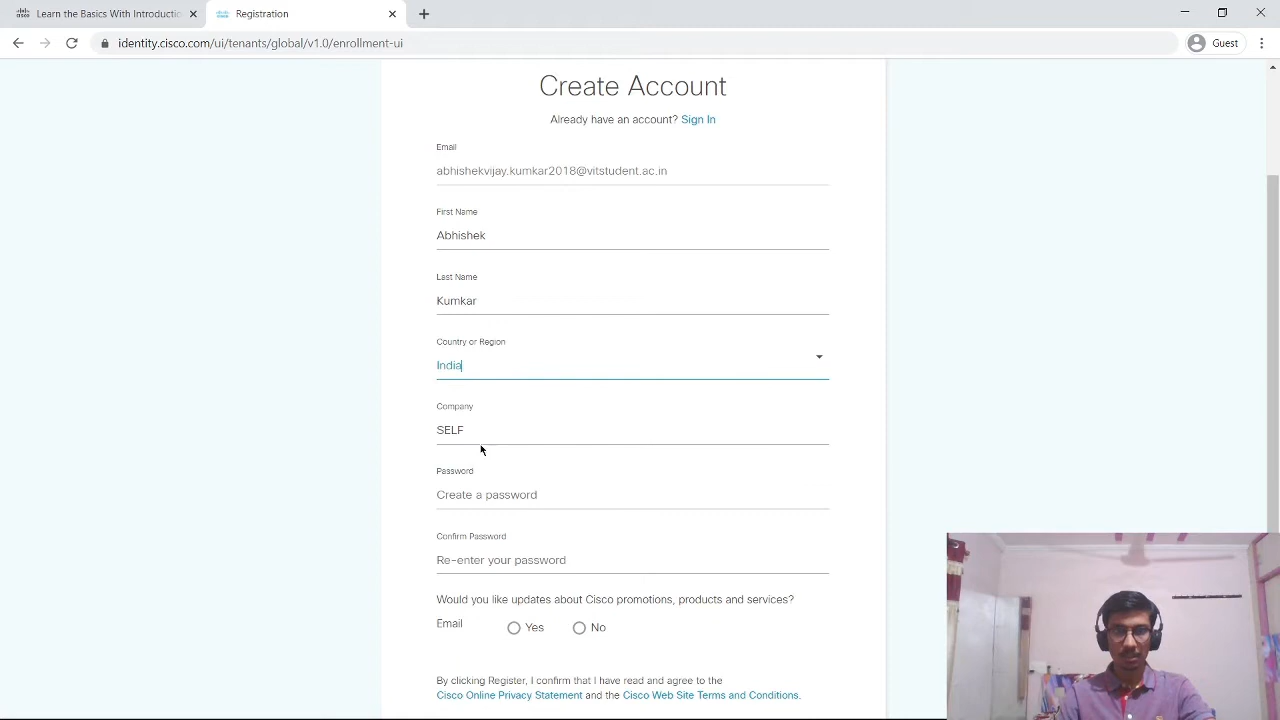 Learn the Basics With Introductio
Registration
identity.cisco.com/ui/tenants/global/v1.0/enrollment-ui
Guest
Create Account
Already have an account? Sign In
Email
abhishekvijay.kumkar2018@vitstudent.ac.in
First Name
Abhishek
Last Name
Kumkar
Country or Region
India
Company
SELF
Password
Create a password
Confirm Password
Re-enter your password
Would you like updates about Cisco promotions, products and services?
Email Yes No
By clicking Register, I confirm that I have read and agree to the
Cisco Online Privacy Statement and the Cisco Web Site Terms and Conditions.